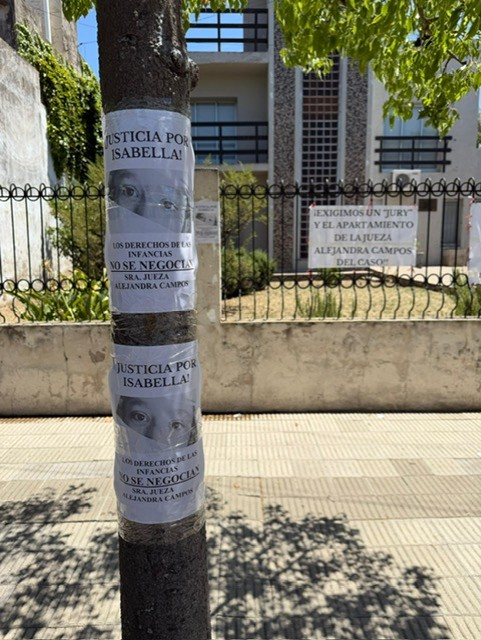 ¡JUSTICIA POR
ISABELLA!
LOS DERECHOS DE LAS
INFANCIAS
NO SE NEGOCIAN
SRA. JUEZA
ALEJANDRA CAMPOS
¡JUSTICIA POR
ISABELLA!
LOS DERECHOS DE LAS
INFANCIAS
NO SE NEGOCIAN
SRA. JUEZA
ALEJANDRA CAMPOS
¡EXIGIMOS UN "JURY"
Y EL APARTAMIENTO
DE LA JUEZA
ALEJANDRA CAMPOS
DEL CASO!!